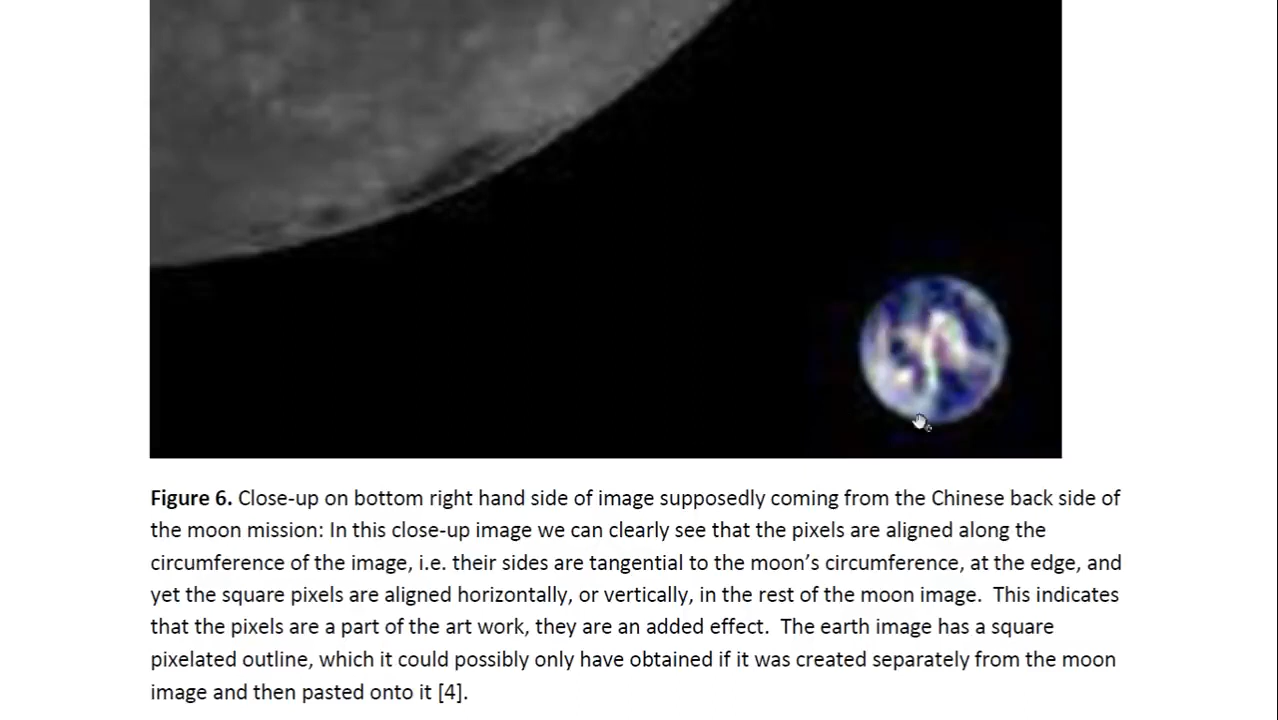 Figure 6. Close-up on bottom right hand side of image supposedly coming from the Chinese back side of
the moon mission: In this close-up image we can clearly see that the pixels are aligned along the
circumference of the image, i.e. their sides are tangential to the moon’s circumference, at the edge, and
yet the square pixels are aligned horizontally, or vertically, in the rest of the moon image.  This indicates
that the pixels are a part of the art work, they are an added effect.  The earth image has a square
pixelated outline, which it could possibly only have obtained if it was created separately from the moon
image and then pasted onto it [4].